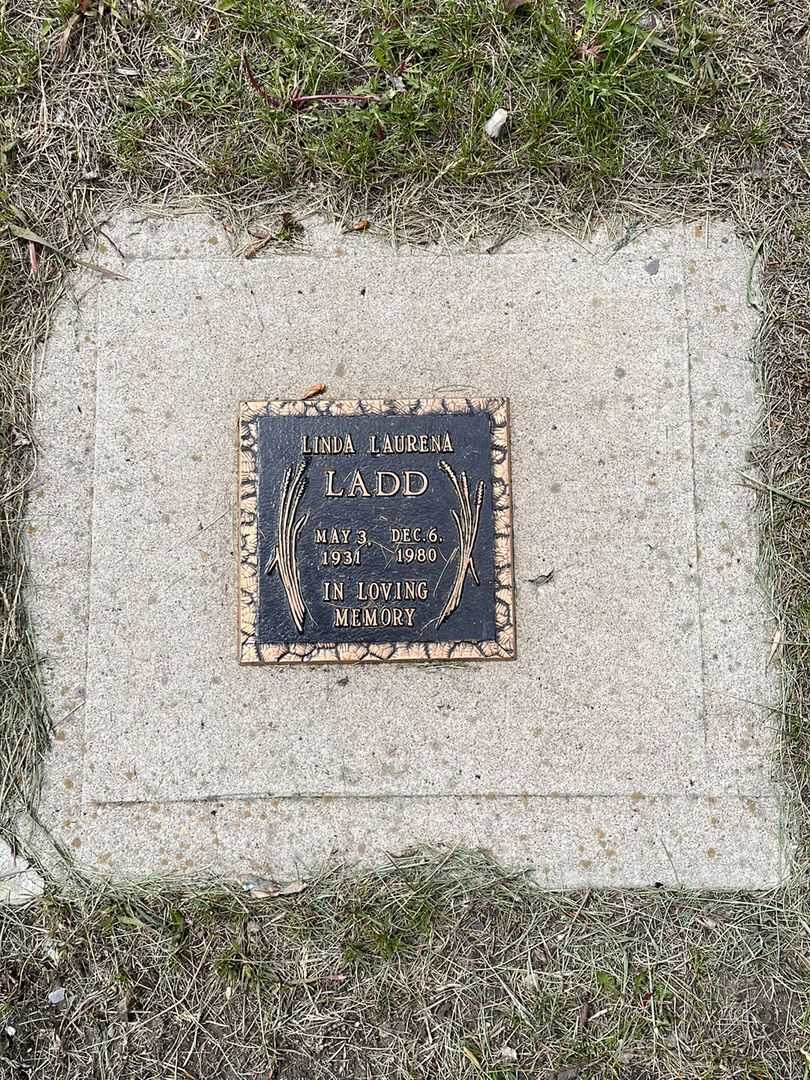 LINDA LAURENA
LADD
MAY 3, DEC. 6,
1931 1980
IN LOVING
MEMORY